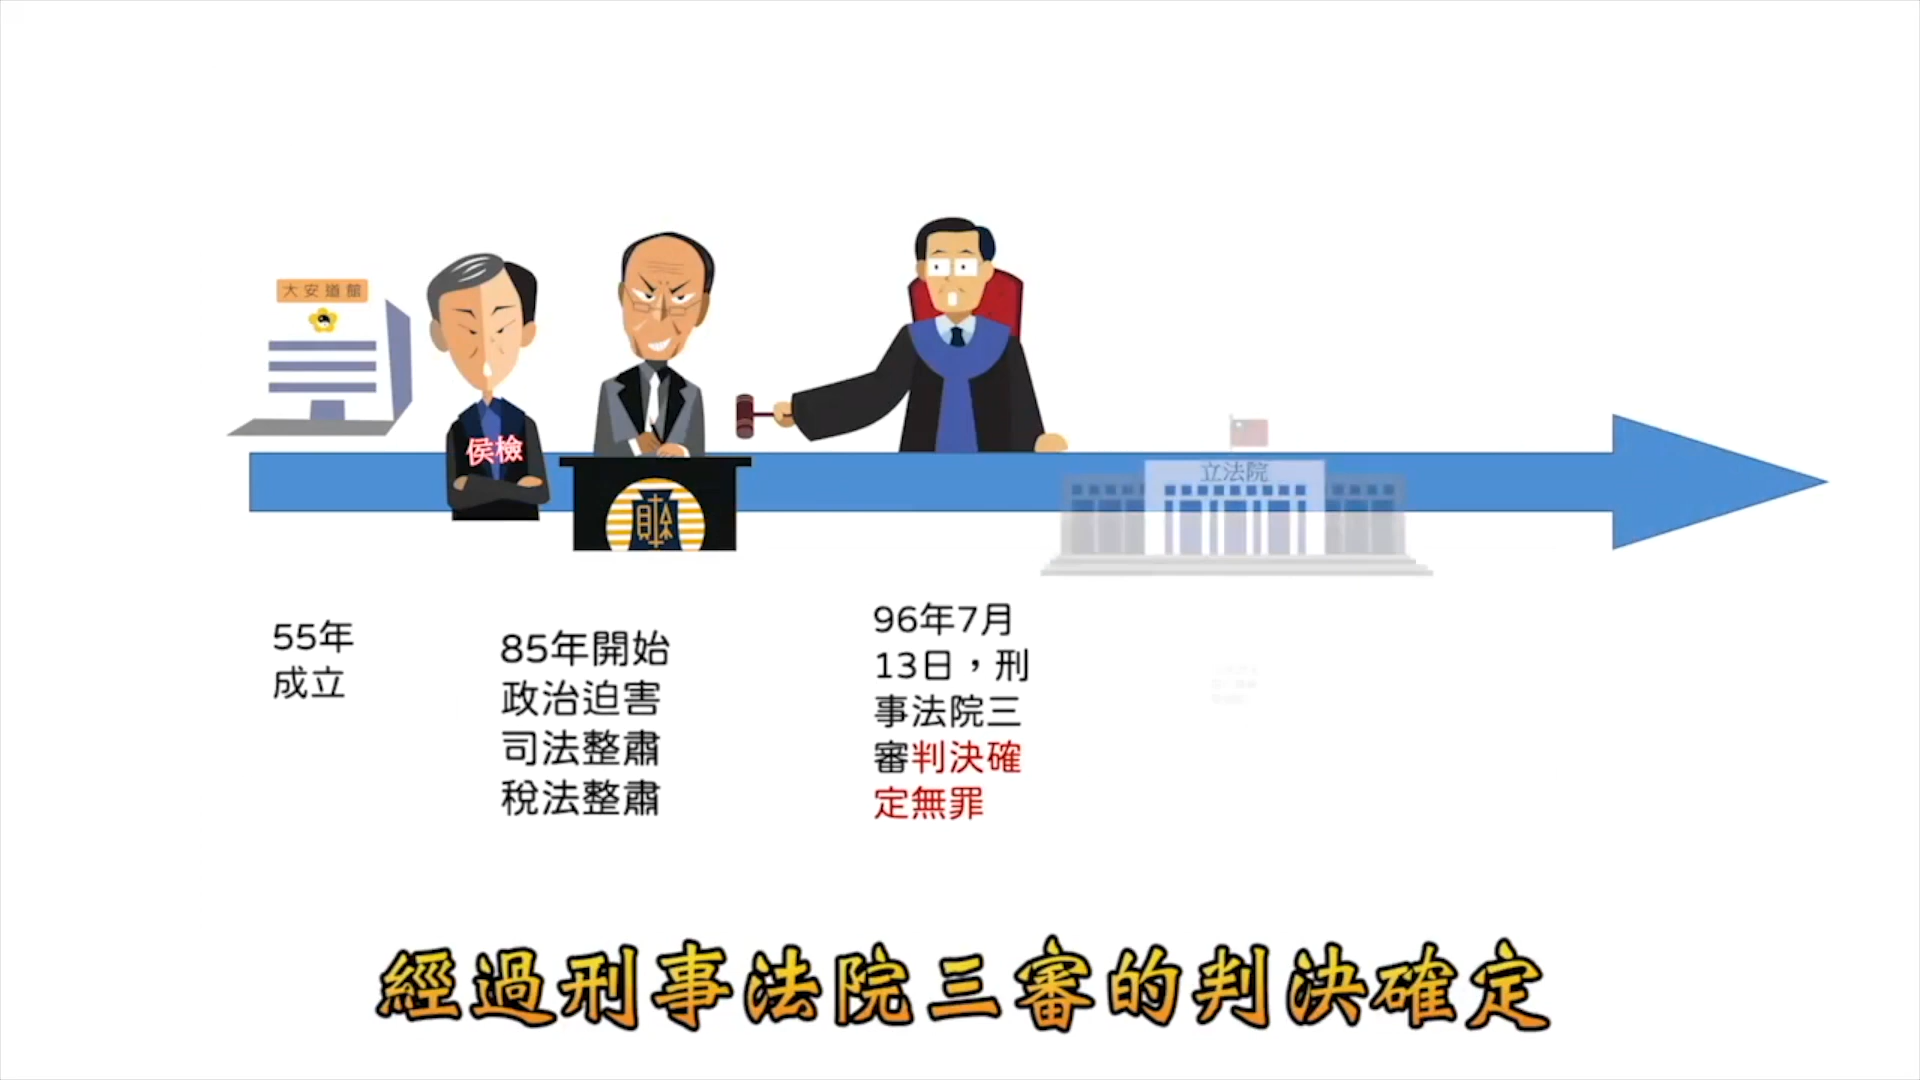 大安道館
侯檢
財
立法院
55年
成立
85年開始
政治迫害
司法整肅
稅法整肅
96年7月
13日，刑
事法院三
審判決確
定無罪
經過刑事法院三審的判決確定